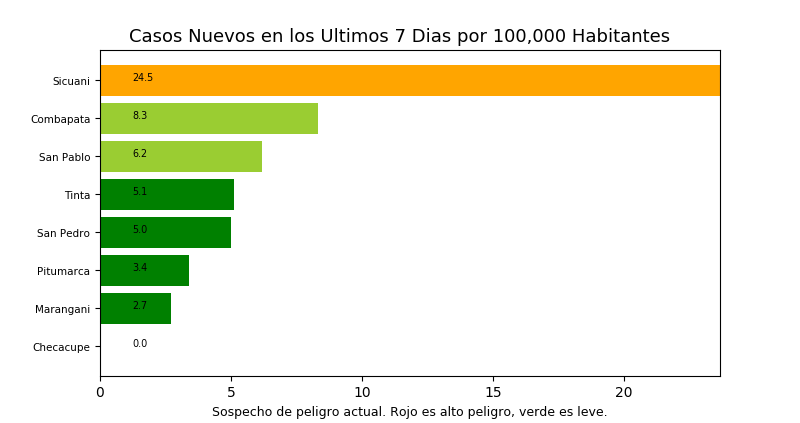 Casos Nuevos en los Ultimos 7 Dias por 100,000 Habitantes
Sicuani 24.5
Combapata 8.3
San Pablo 6.2
Tinta 5.1
San Pedro 5.0
Pitumarca 3.4
Marangani 2.7
Checacupe 0.0
0 5 10 15 20
Sospecho de peligro actual. Rojo es alto peligro, verde es leve.